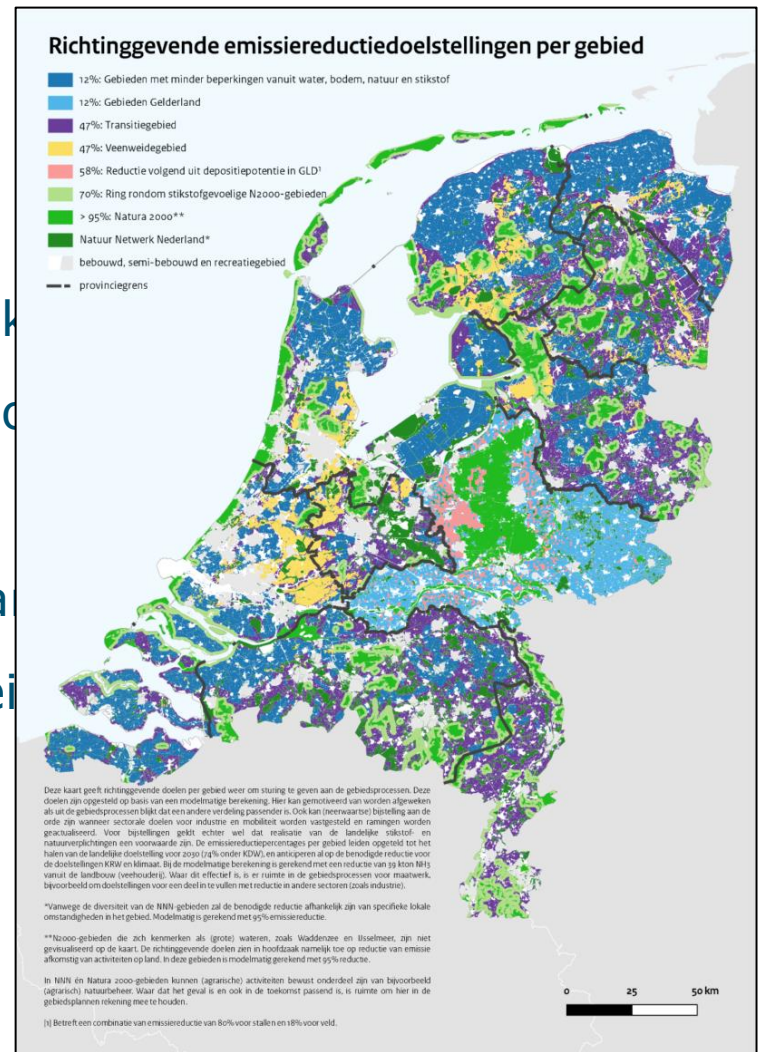 Richtinggevende emissiereductiedoelstellingen per gebied
12%: Gebieden met minder beperkingen vanuit water, bodem, natuur en stikstof
12%: Gebieden Gelderland
47%: Transitiegebied
47%: Veenweidegebied
58%: Reductie volgend uit depositiepotentie in GLD¹
70%: Ring rondom stikstofgevoelige N2000-gebieden
> 95%: Natura 2000**
Natuur Netwerk Nederland*
bebouwd, semi-bebouwd en recreatiegebied
provinciegrens
Deze kaart geeft richtinggevende doelen per gebied weer om sturing te geven aan de gebiedsprocessen. Deze
doelen zijn opgesteld op basis van een modelmatige berekening. Hier kan gemotiveerd van worden afgeweken
als uit de gebiedsprocessen blijkt dat een andere verdeling passender is. Ook kan (neerwaartse) bijstelling aan de
orde zijn wanneer sectorale doelen voor industrie en mobiliteit worden vastgesteld en ramingen worden
geactualiseerd. Voor bijstellingen geldt echter wel dat realisatie van de landelijke stikstof- en
natuurverplichtingen een voorwaarde zijn. De emissiereductiepercentages per gebied leiden opgeteld tot het
halen van de landelijke doelstelling voor 2030 (74% onder KDW), en anticiperen al op de benodigde reductie voor
de doelstellingen KRW en klimaat. Bij de modelmatige berekening is gerekend met een reductie van 39 kton NH₃
vanuit de landbouw (veehouderij). Waar dit effectief is, is er ruimte in de gebiedsprocessen voor maatwerk,
bijvoorbeeld om doelstellingen voor een deel in te vullen met reductie in andere sectoren (zoals industrie).
*Vanwege de diversiteit van de NNN-gebieden zal de benodigde reductie afhankelijk zijn van specifieke lokale
omstandigheden in het gebied. Modelmatig is gerekend met 95% emissiereductie.
**N2000-gebieden die zich kenmerken als (grote) wateren, zoals Waddenzee en IJsselmeer, zijn niet
gevisualiseerd op de kaart. De richtinggevende doelen zien in hoofdzaak namelijk toe op reductie van emissie
afkomstig van activiteiten op land. In deze gebieden is modelmatig gerekend met 95% reductie.
In NNN én Natura 2000-gebieden kunnen (agrarische) activiteiten bewust onderdeel zijn van bijvoorbeeld
(agrarisch) natuurbeheer. Waar dat het geval is en ook in de toekomst passend is, is ruimte om hier in de
gebiedsplannen rekening mee te houden.
[1] Betreft een combinatie van emissiereductie van 80% voor stallen en 18% voor veld.
0 25 50 km